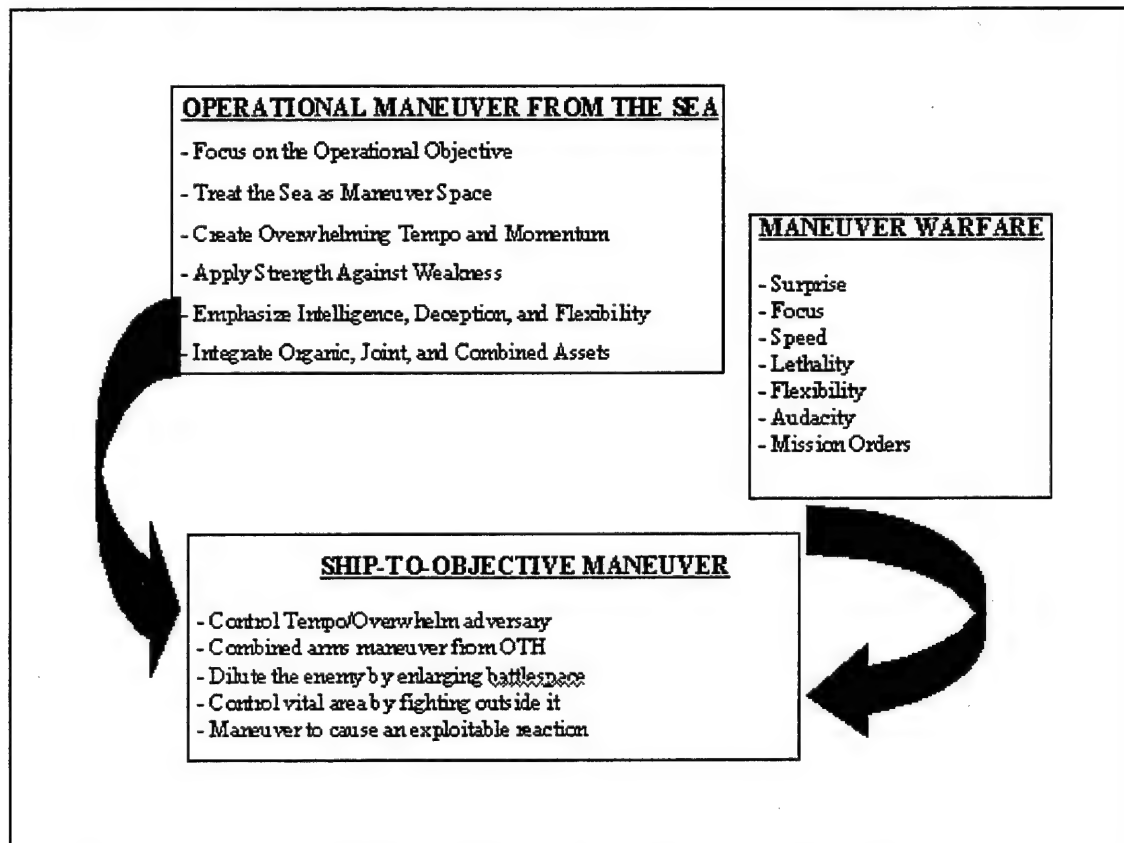 OPERATIONAL MANEUVER FROM THE SEA
- Focus on the Operational Objective
- Treat the Sea as Maneuver Space
- Create Overwhelming Tempo and Momentum
- Apply Strength Against Weakness
- Emphasize Intelligence, Deception, and Flexibility
- Integrate Organic, Joint, and Combined Assets
MANEUVER WARFARE
- Surprise
- Focus
- Speed
- Lethality
- Flexibility
- Audacity
- Mission Orders
SHIP-TO-OBJECTIVE MANEUVER
- Control Tempo/Overwhelm adversary
- Combined arms maneuver from OTH
- Dilute the enemy by enlarging battlespace
- Control vital area by fighting outside it
- Maneuver to cause an exploitable reaction